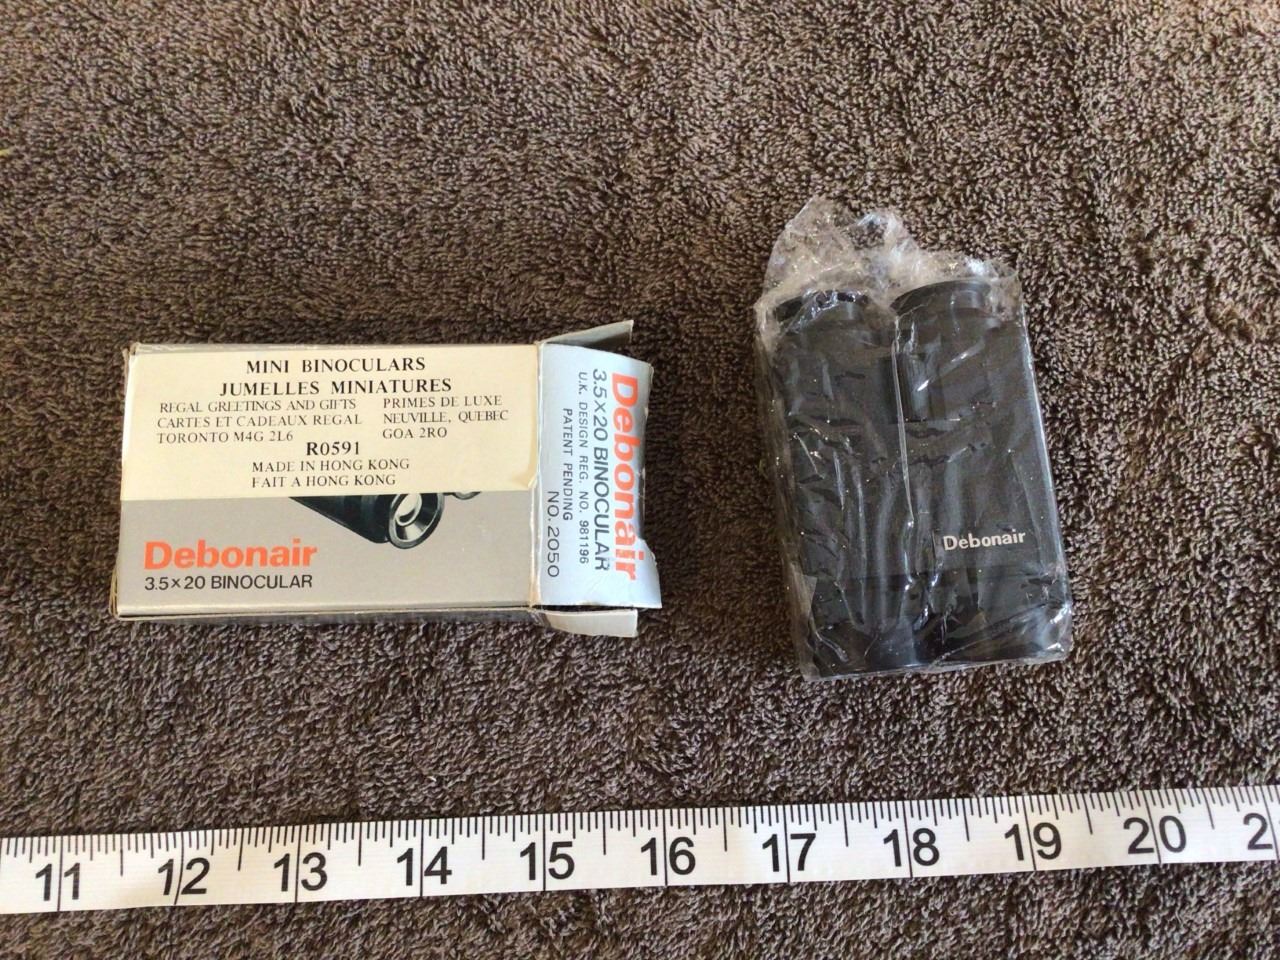 MINI BINOCULARS
JUMELLES MINIATURES
REGAL GREETINGS AND GIFTS PRIMES DE LUXE
CARTES ET CADEAUX REGAL NEUVILLE, QUEBEC
TORONTO M4G 2L6 GOA 2RO
R0591
MADE IN HONG KONG
FAIT A HONG KONG
Debonair
3.5×20 BINOCULAR
Debonair
3.5×20 BINOCULAR
U.K. DESIGN REG. NO. 981196
PATENT PENDING
NO. 2050
Debonair
11 12 13 14 15 16 17 18 19 20 2